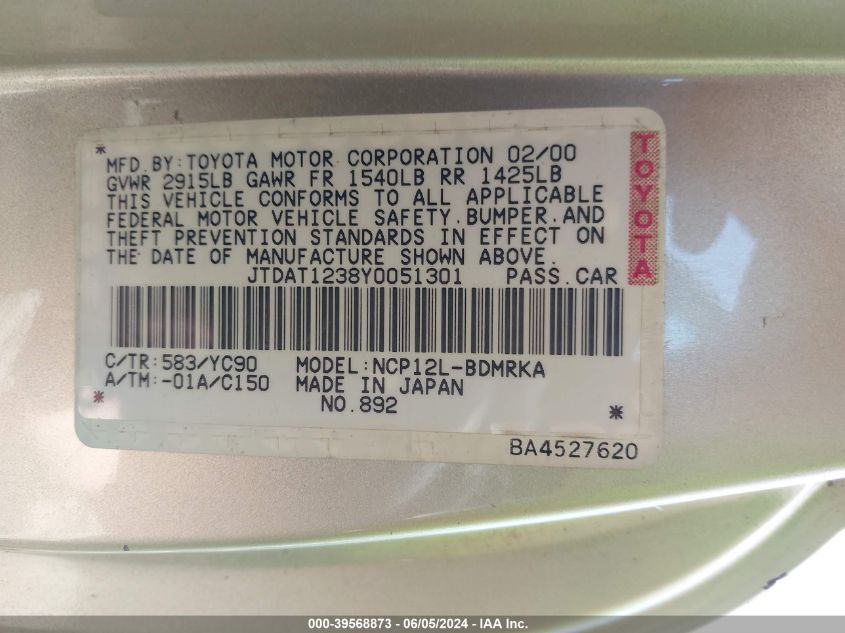 MFD. BY: TOYOTA MOTOR CORPORATION 02/00
GVWR 2915LB GAWR FR 1540LB RR 1425LB
THIS VEHICLE CONFORMS TO ALL APPLICABLE
FEDERAL MOTOR VEHICLE SAFETY. BUMPER. AND
THEFT PREVENTION STANDARDS IN EFFECT ON
THE DATE OF MANUFACTURE SHOWN ABOVE.
JTDAT1238Y0051301 PASS. CAR
TOYOTA
C/TR: 583/YC90 MODEL: NCP12L-BDMRKA
A/TM: -01A/C150 MADE IN JAPAN
NO. 892
BA4527620
000-39568873 - 06/05/2024 - Copyright IAA, Inc.